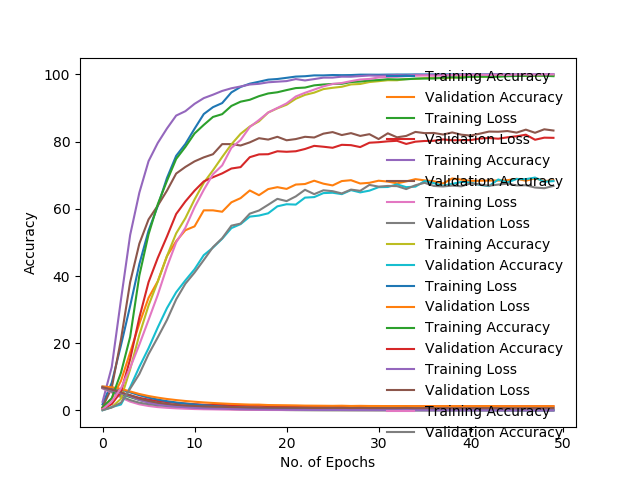 100
80
60
40
20
0
Accuracy
Training Accuracy
Validation Accuracy
Training Loss
Validation Loss
Training Accuracy
Validation Accuracy
Training Loss
Validation Loss
Training Accuracy
Validation Accuracy
Training Loss
Validation Loss
Training Accuracy
Validation Accuracy
Training Loss
Validation Loss
Training Accuracy
Validation Accuracy
0 10 20 30 40 50
No. of Epochs